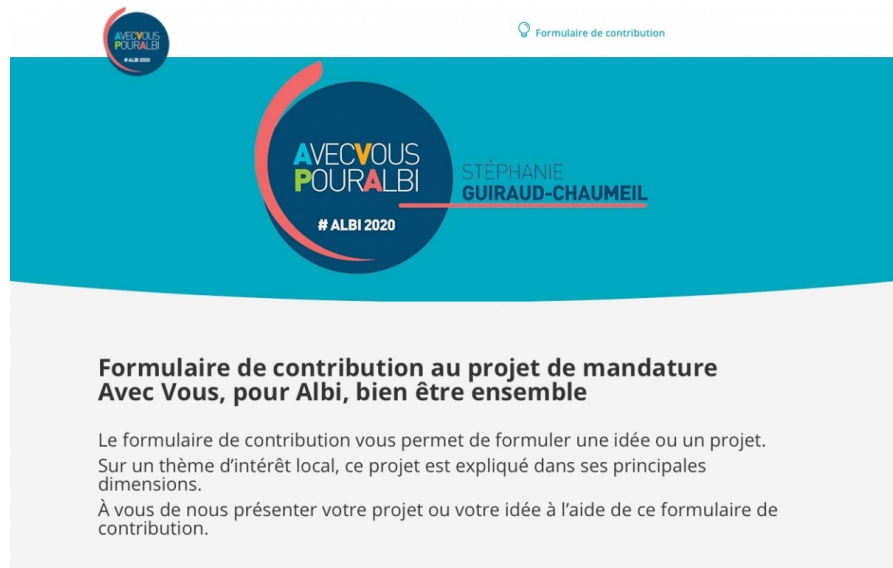 AVECVOUS
POURALBI
# ALBI 2020
Formulaire de contribution
AVECVOUS
POURALBI
# ALBI 2020
STÉPHANIE
GUIRAUD-CHAUMEIL
Formulaire de contribution au projet de mandature
Avec Vous, pour Albi, bien être ensemble
Le formulaire de contribution vous permet de formuler une idée ou un projet.
Sur un thème d’intérêt local, ce projet est expliqué dans ses principales
dimensions.
À vous de nous présenter votre projet ou votre idée à l’aide de ce formulaire de
contribution.